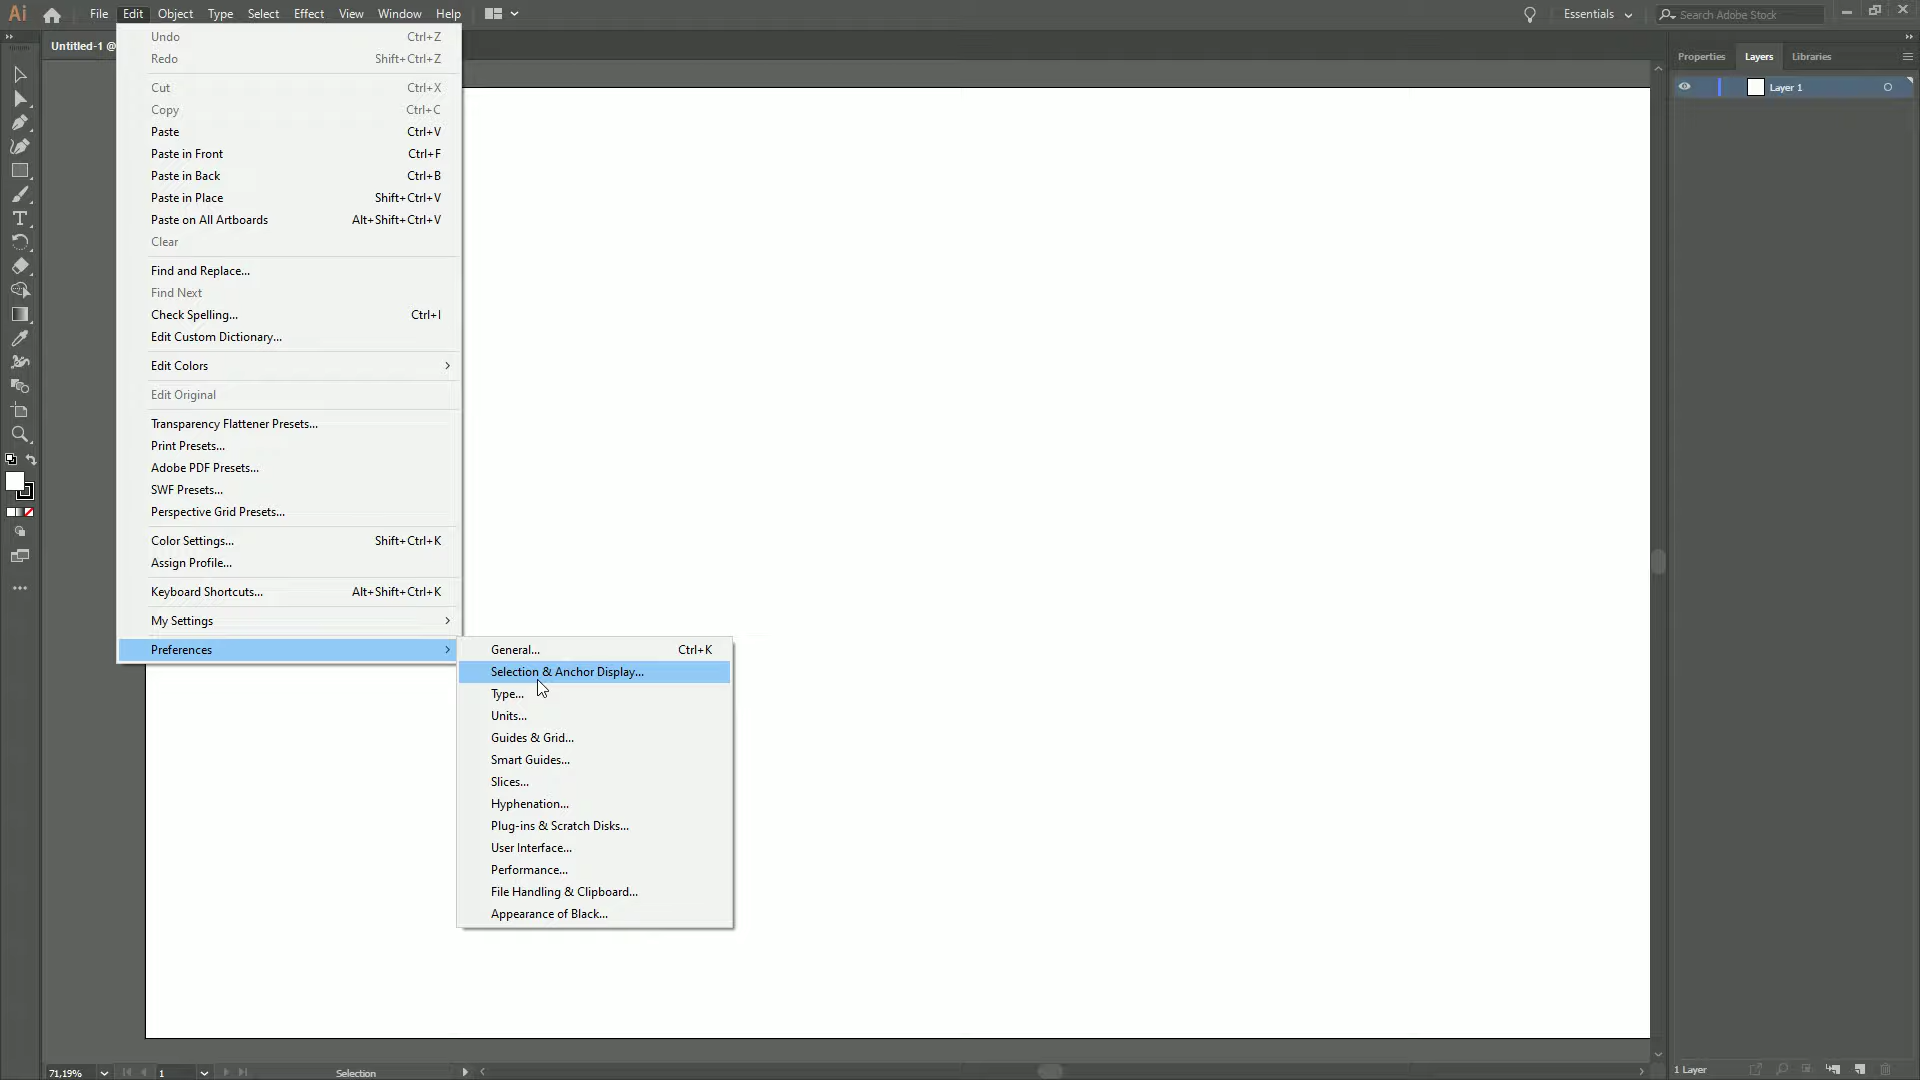 Ai File Edit Object Type Select Effect View Window Help Essentials Search Adobe Stock
Untitled-1 @
Properties Layers Libraries
Layer 1
Undo Ctrl+Z
Redo Shift+Ctrl+Z
Cut Ctrl+X
Copy Ctrl+C
Paste Ctrl+V
Paste in Front Ctrl+F
Paste in Back Ctrl+B
Paste in Place Shift+Ctrl+V
Paste on All Artboards Alt+Shift+Ctrl+V
Clear
Find and Replace...
Find Next
Check Spelling... Ctrl+I
Edit Custom Dictionary...
Edit Colors
Edit Original
Transparency Flattener Presets...
Print Presets...
Adobe PDF Presets...
SWF Presets...
Perspective Grid Presets...
Color Settings... Shift+Ctrl+K
Assign Profile...
Keyboard Shortcuts... Alt+Shift+Ctrl+K
My Settings
Preferences
General... Ctrl+K
Selection & Anchor Display...
Type...
Units...
Guides & Grid...
Smart Guides...
Slices...
Hyphenation...
Plug-ins & Scratch Disks...
User Interface...
Performance...
File Handling & Clipboard...
Appearance of Black...
71,19% 1 Selection 1 Layer